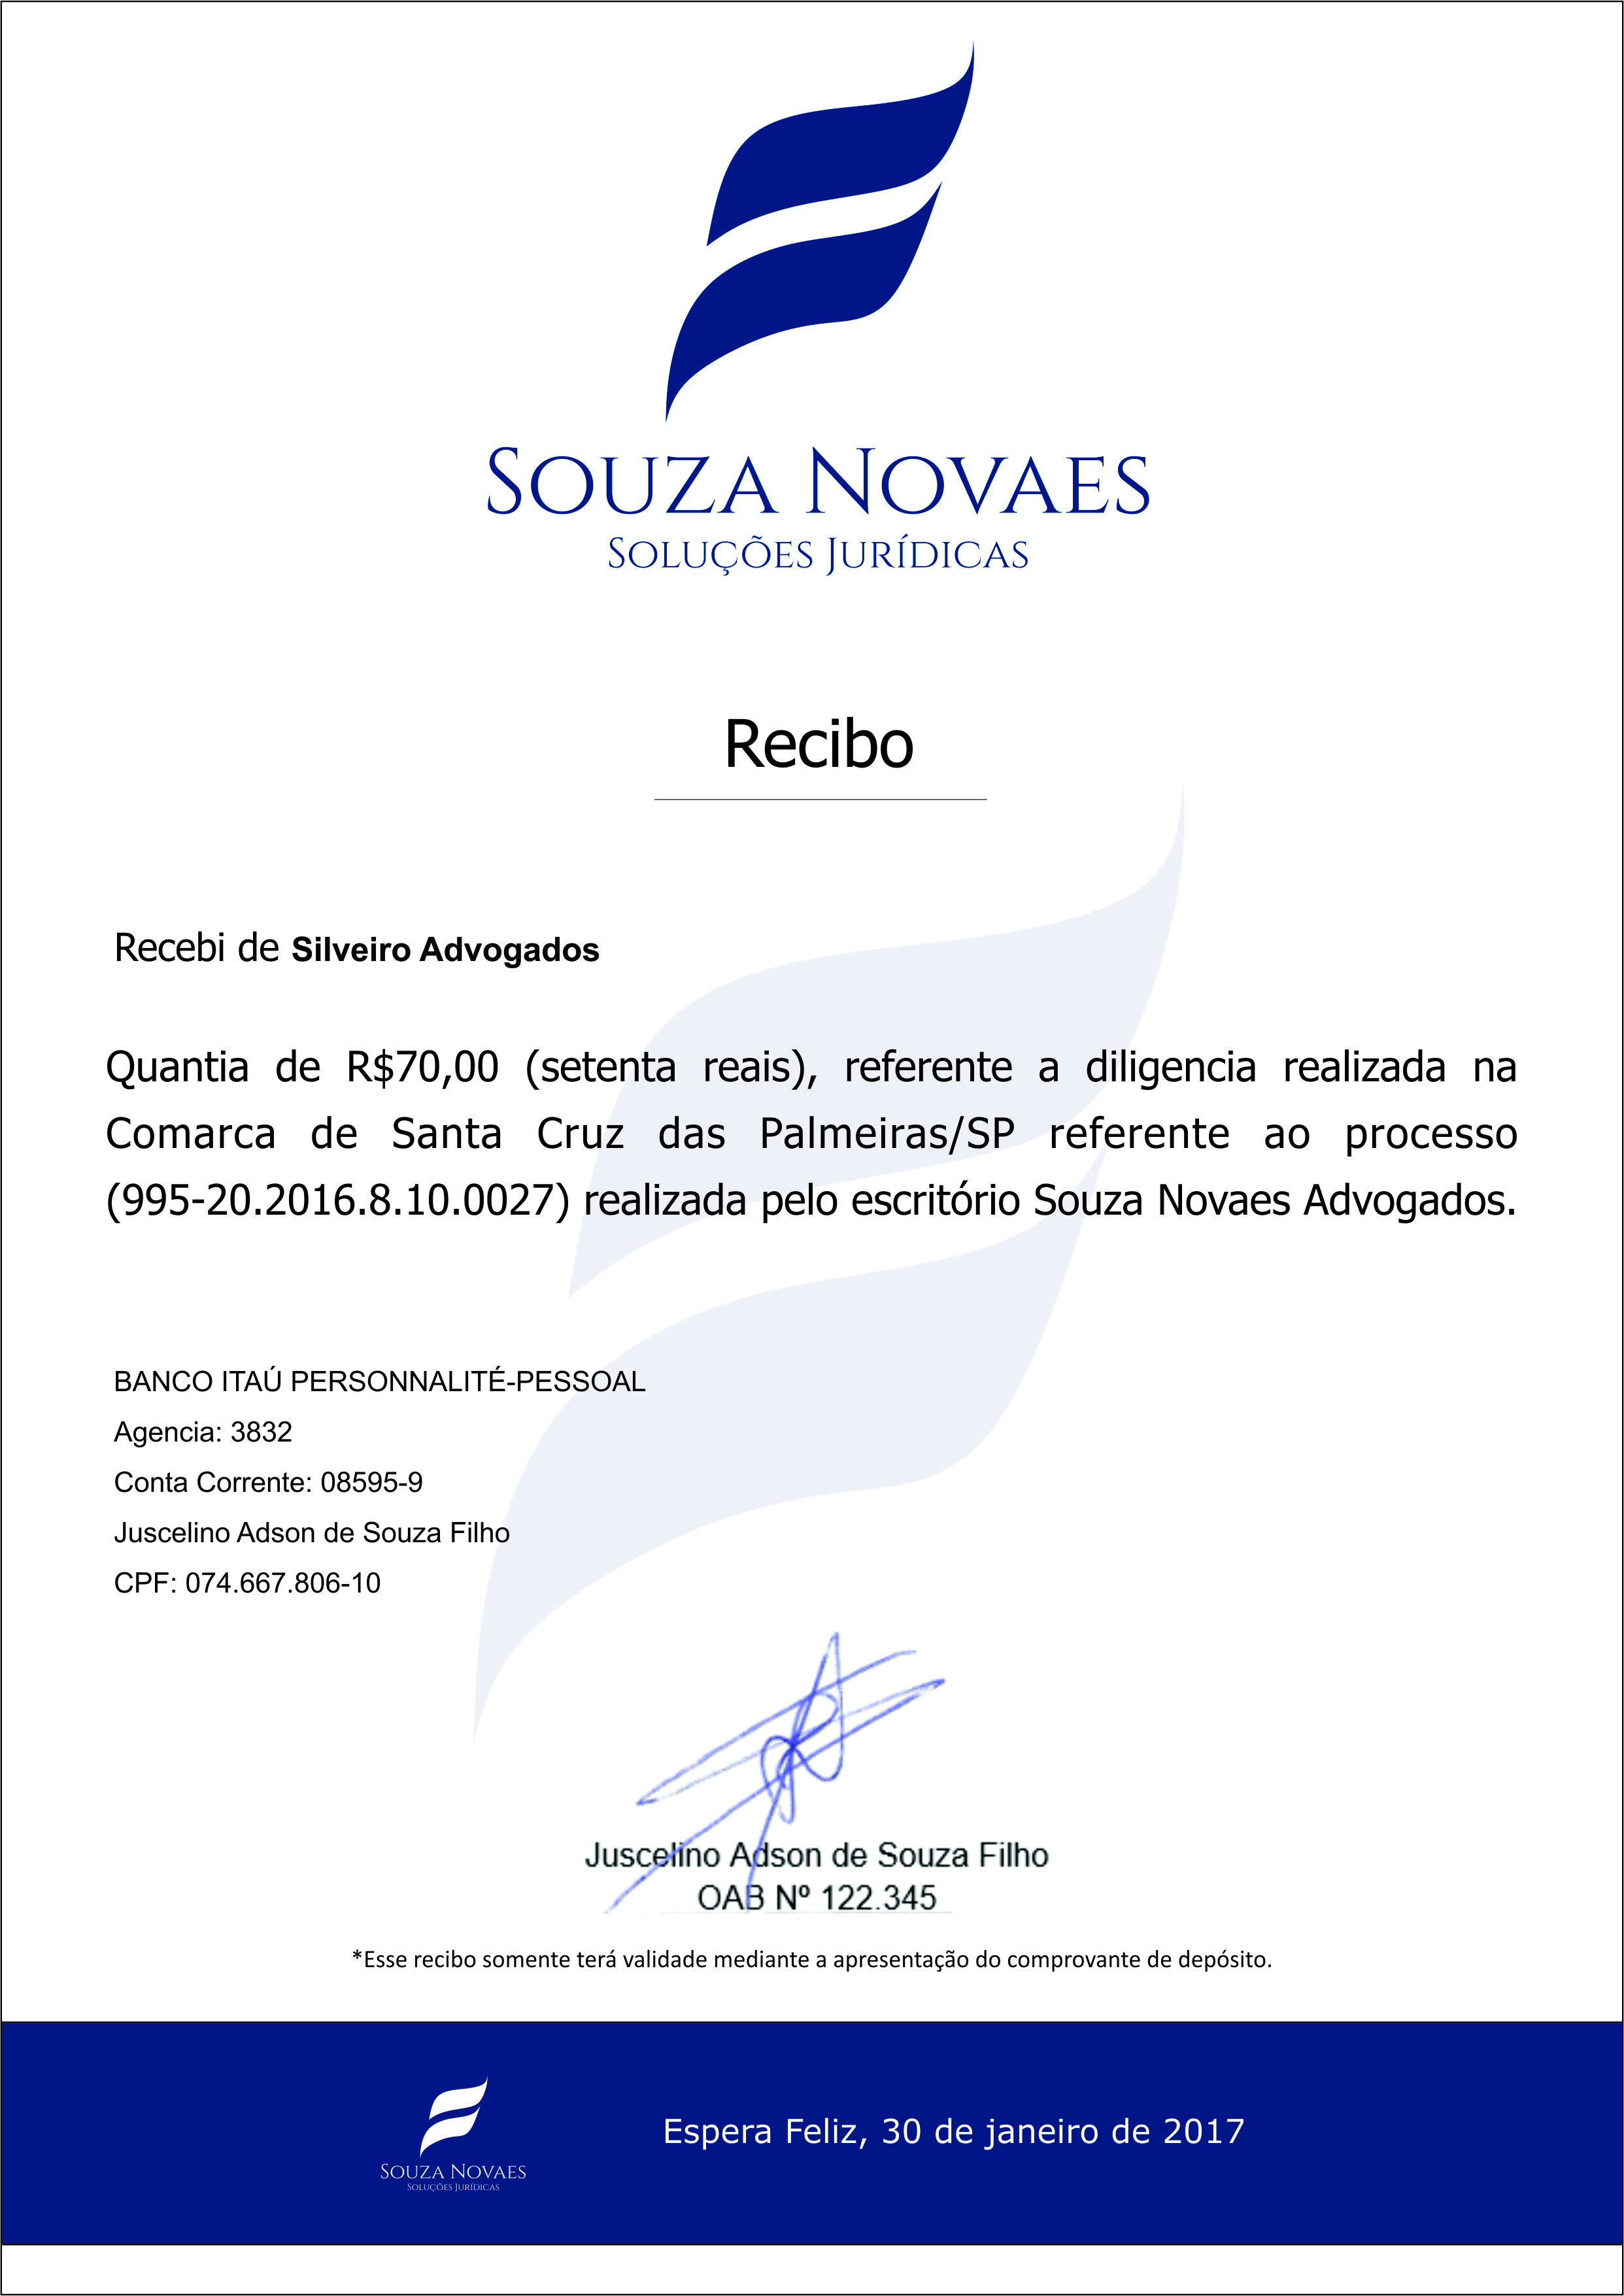 SOUZA NOVAES
SOLUÇÕES JURÍDICAS
Recibo
Recebi de Silveiro Advogados
Quantia de R$70,00 (setenta reais), referente a diligencia realizada na
Comarca de Santa Cruz das Palmeiras/SP referente ao processo
(995-20.2016.8.10.0027) realizada pelo escritório Souza Novaes Advogados.
BANCO ITAÚ PERSONNALITÉ-PESSOAL
Agencia: 3832
Conta Corrente: 08595-9
Juscelino Adson de Souza Filho
CPF: 074.667.806-10
Juscelino Adson de Souza Filho
OAB Nº 122.345
*Esse recibo somente terá validade mediante a apresentação do comprovante de depósito.
Espera Feliz, 30 de janeiro de 2017
SOUZA NOVAES
SOLUÇÕES JURÍDICAS